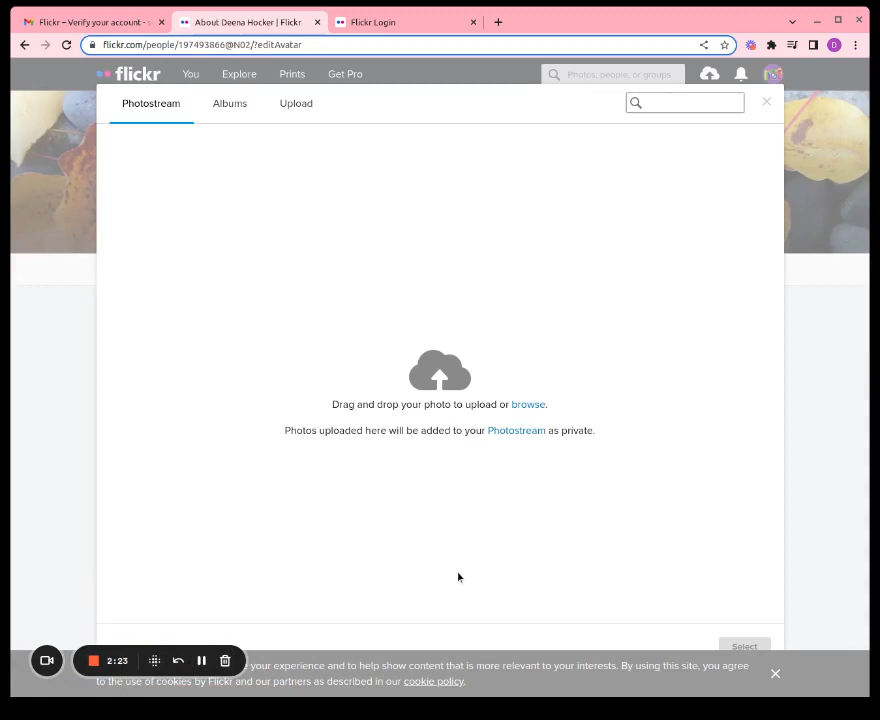 Flickr – Verify your account - s
About Deena Hocker | Flickr
Flickr Login
flickr.com/people/197493866@N02/?editAvatar
D
flickr
You
Explore
Prints
Get Pro
Photos, people, or groups
Photostream
Albums
Upload
Drag and drop your photo to upload or browse.
Photos uploaded here will be added to your Photostream as private.
Select
2:23
your experience and to help show content that is more relevant to your interests. By using this site, you agree
to the use of cookies by Flickr and our partners as described in our cookie policy.